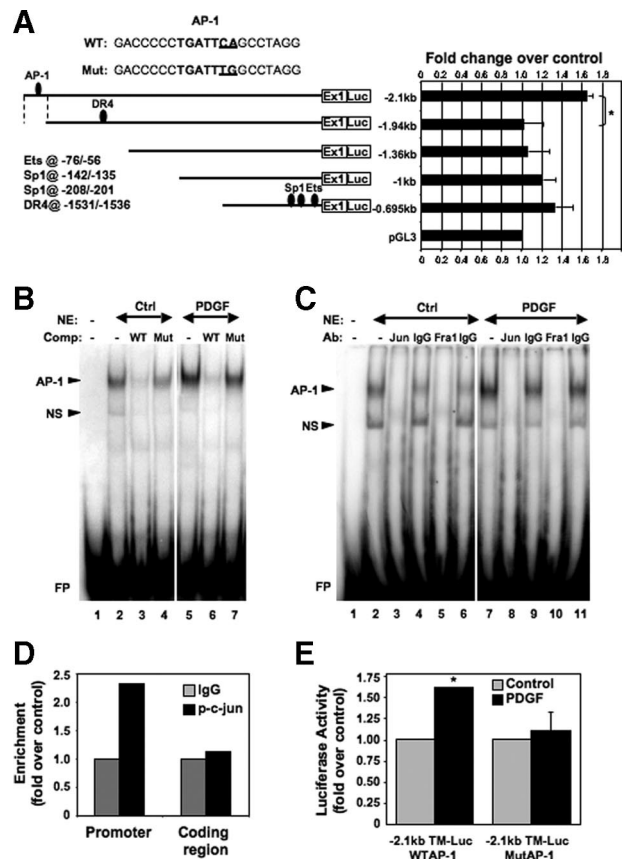 A
AP-1
WT: GACCCCCTGATTCAGCCTAGG
Mut: GACCCCCTGATTTGGCCTAGG
AP-1
DR4
Ex1 Luc
Ex1 Luc
Ex1 Luc
Ex1 Luc
Sp1 Ets
Ex1 Luc
Ets @ -76/-56
Sp1@ -142/-135
Sp1@ -208/-201
DR4@ -1531/-1536
Fold change over control
0 0.2 0.4 0.6 0.8 1.0 1.2 1.4 1.6 1.8
-2.1kb
*
-1.94kb
-1.36kb
-1kb
-0.695kb
pGL3
0 0.2 0.4 0.6 0.8 1.0 1.2 1.4 1.6 1.8
B
Ctrl PDGF
NE: -
Comp: - - WT Mut - WT Mut
AP-1
NS
FP
1 2 3 4 5 6 7
C
Ctrl PDGF
NE: -
Ab: - - Jun IgG Fra1 IgG - Jun IgG Fra1 IgG
AP-1
NS
FP
1 2 3 4 5 6 7 8 9 10 11
D
Enrichment
(fold over control)
2.5
2.0
1.5
1.0
0.5
0
IgG
p-c-jun
Promoter
Coding
region
E
Luciferase Activity
(fold over control)
1.75
1.50
1.25
1.00
0.75
0.50
0.25
0
*
Control
PDGF
-2.1kb TM-Luc
WTAP-1
-2.1kb TM-Luc
MutAP-1